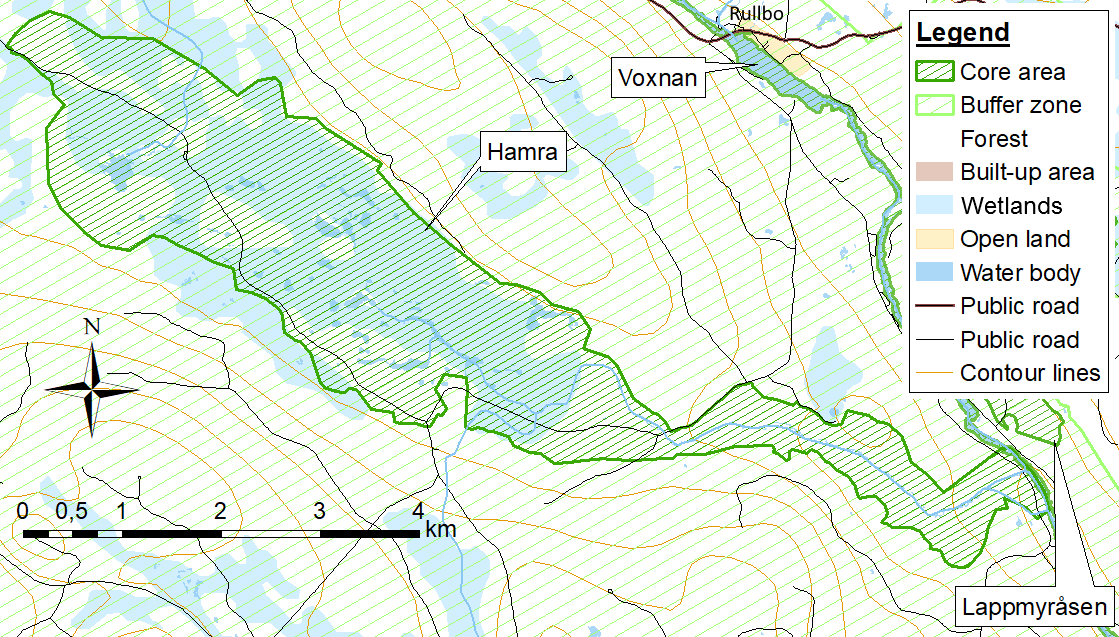 Rullbo
Voxnan
Hamra
Legend
Core area
Buffer zone
Forest
Built-up area
Wetlands
Open land
Water body
Public road
Public road
Contour lines
N
0 0,5 1 2 3 4
km
Lappmyråsen